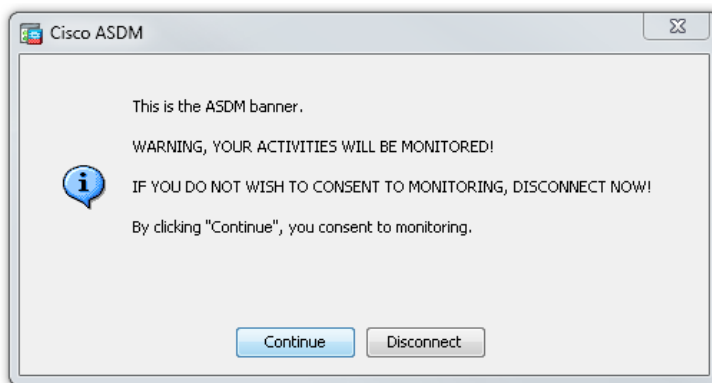 Cisco ASDM
This is the ASDM banner.
WARNING, YOUR ACTIVITIES WILL BE MONITORED!
IF YOU DO NOT WISH TO CONSENT TO MONITORING, DISCONNECT NOW!
By clicking "Continue", you consent to monitoring.
Continue Disconnect